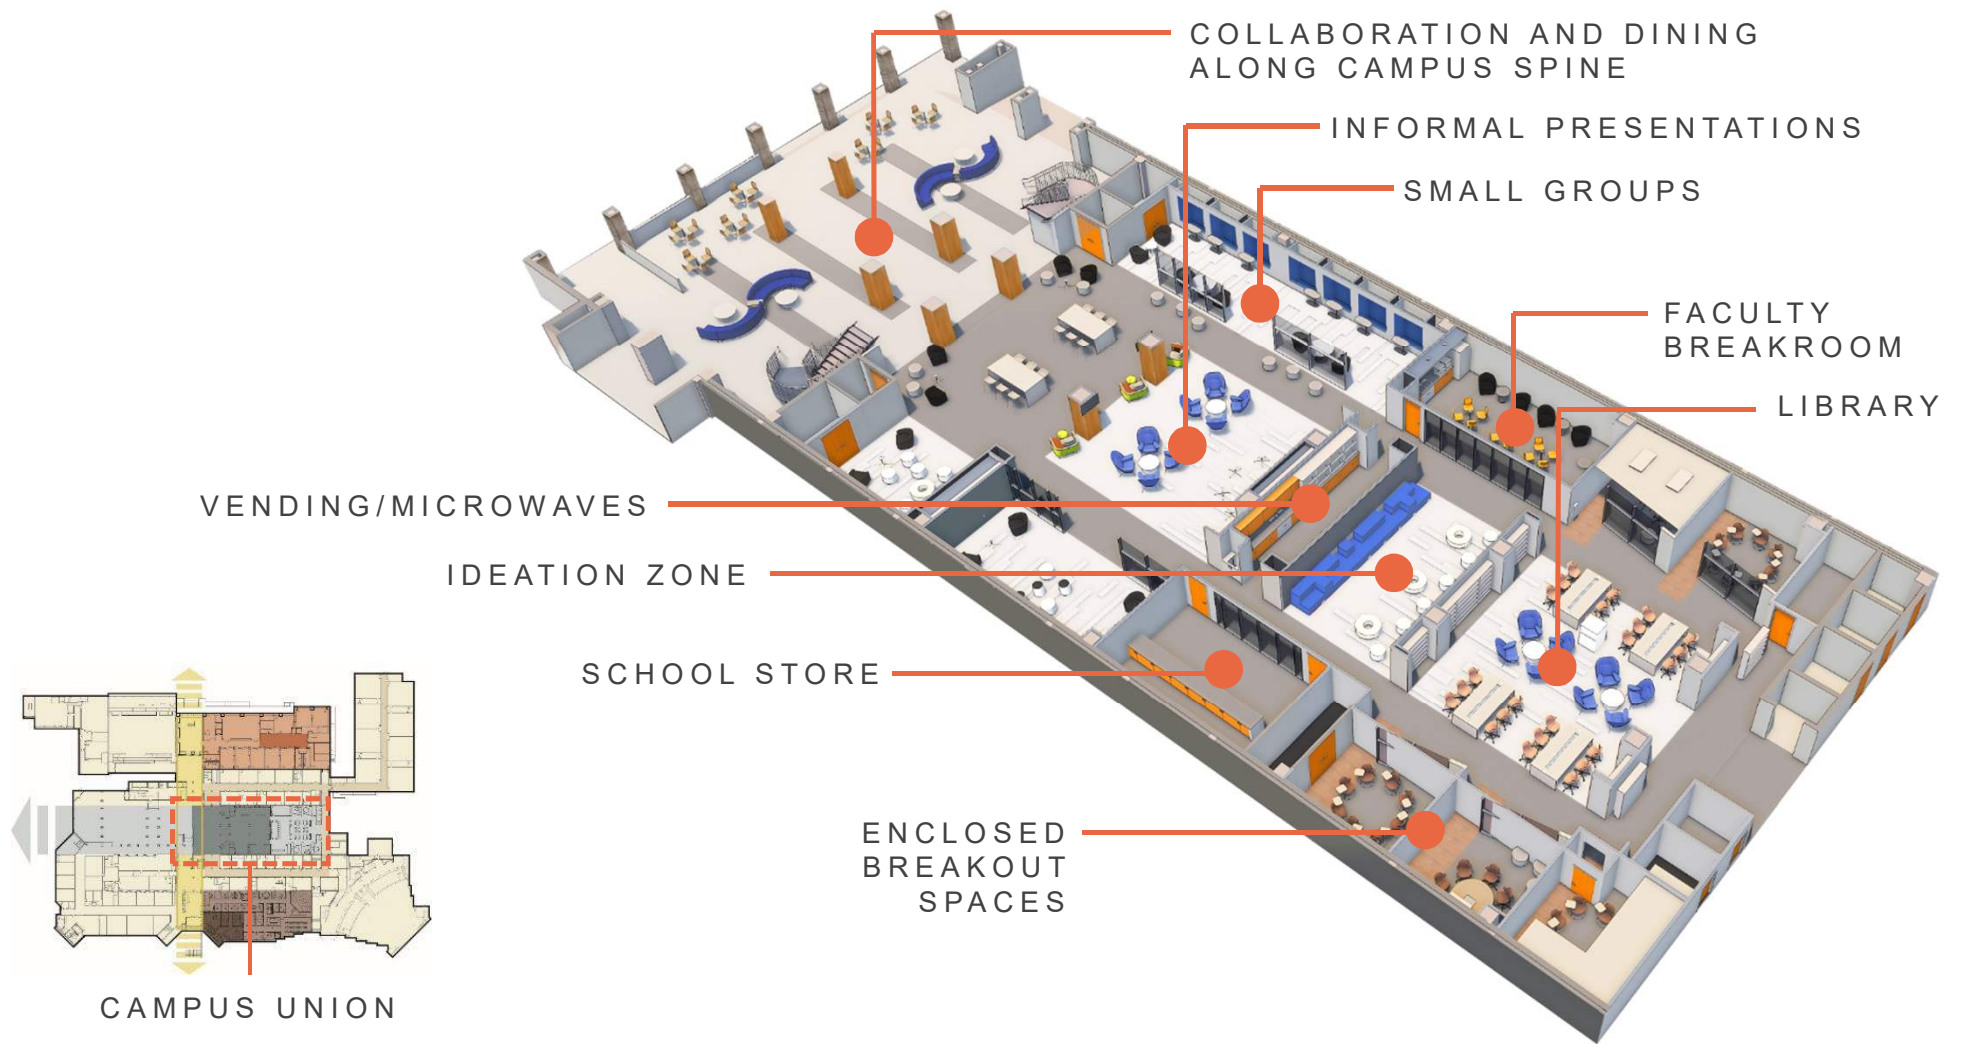 COLLABORATION AND DINING
ALONG CAMPUS SPINE
INFORMAL PRESENTATIONS
SMALL GROUPS
FACULTY
BREAKROOM
LIBRARY
VENDING/MICROWAVES
IDEATION ZONE
SCHOOL STORE
ENCLOSED
BREAKOUT
SPACES
CAMPUS UNION